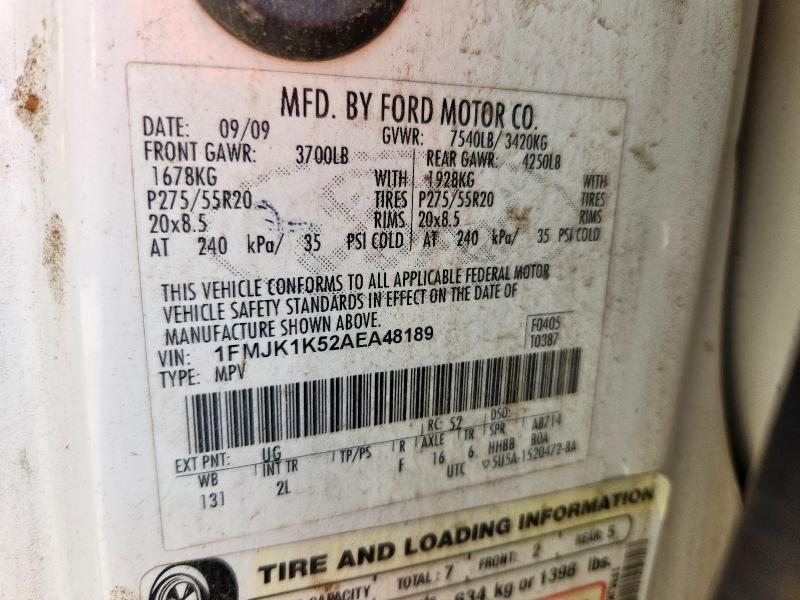 MFD. BY FORD MOTOR CO.
DATE: 09/09 GVWR: 7540LB/ 3420KG
FRONT GAWR: 3700LB REAR GAWR: 4250LB
1678KG WITH 1928KG WITH
P275/55R20 TIRES P275/55R20 TIRES
20x8.5 RIMS 20x8.5 RIMS
AT 240 kPa/ 35 PSI COLD AT 240 kPa/ 35 PSI COLD
THIS VEHICLE CONFORMS TO ALL APPLICABLE FEDERAL MOTOR
VEHICLE SAFETY STANDARDS IN EFFECT ON THE DATE OF
MANUFACTURE SHOWN ABOVE.
VIN: 1FMJK1K52AEA48189 F0405
TYPE: MPV T0387
EXT PNT: UG RC: 52 DSO:
WB INT TR TP/PS R AXLE TR SPR AB714
131 2L F 16 6 HHBB BOA
UTC 5U5A-1520472-BA
TIRE AND LOADING INFORMATION
CAPACITY TOTAL: 7 FRONT: 2 REAR: 5
634 kg or 1398 lbs.